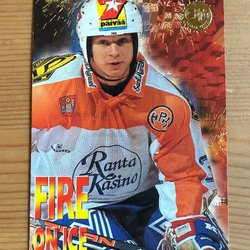 päivää
Ranta
Kasino
FIRE
ON ICE